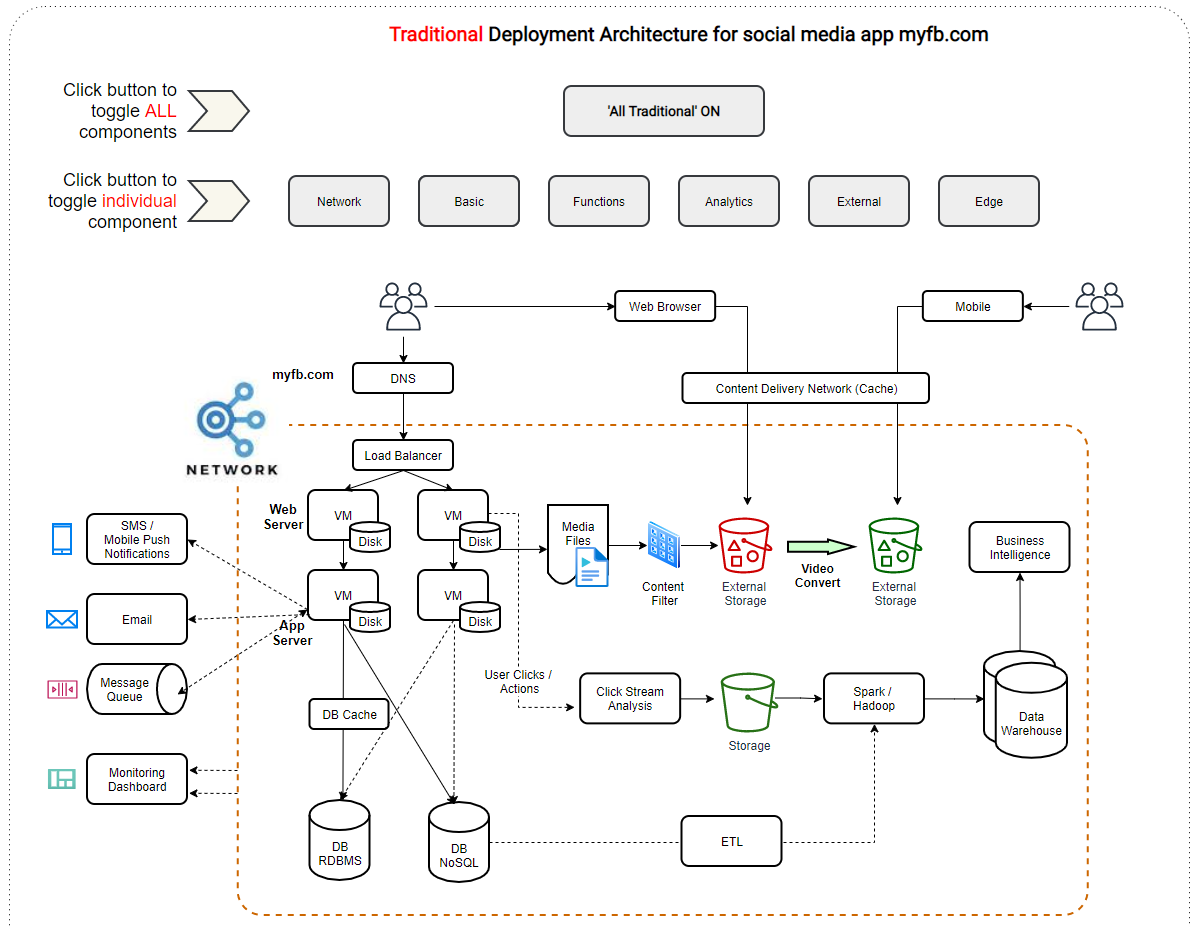 Traditional Deployment Architecture for social media app myfb.com
Click button to
toggle ALL
components
'All Traditional' ON
Click button to
toggle individual
component
Network
Basic
Functions
Analytics
External
Edge
Web Browser
Mobile
myfb.com
DNS
Content Delivery Network (Cache)
NETWORK
Load Balancer
Web
Server
VM
Disk
VM
Disk
SMS /
Mobile Push
Notifications
Media
Files
Content
Filter
External
Storage
Video
Convert
External
Storage
Business
Intelligence
VM
Disk
VM
Disk
Email
App
Server
Message
Queue
User Clicks /
Actions
Click Stream
Analysis
Storage
Spark /
Hadoop
Data
Warehouse
DB Cache
Monitoring
Dashboard
DB
RDBMS
DB
NoSQL
ETL